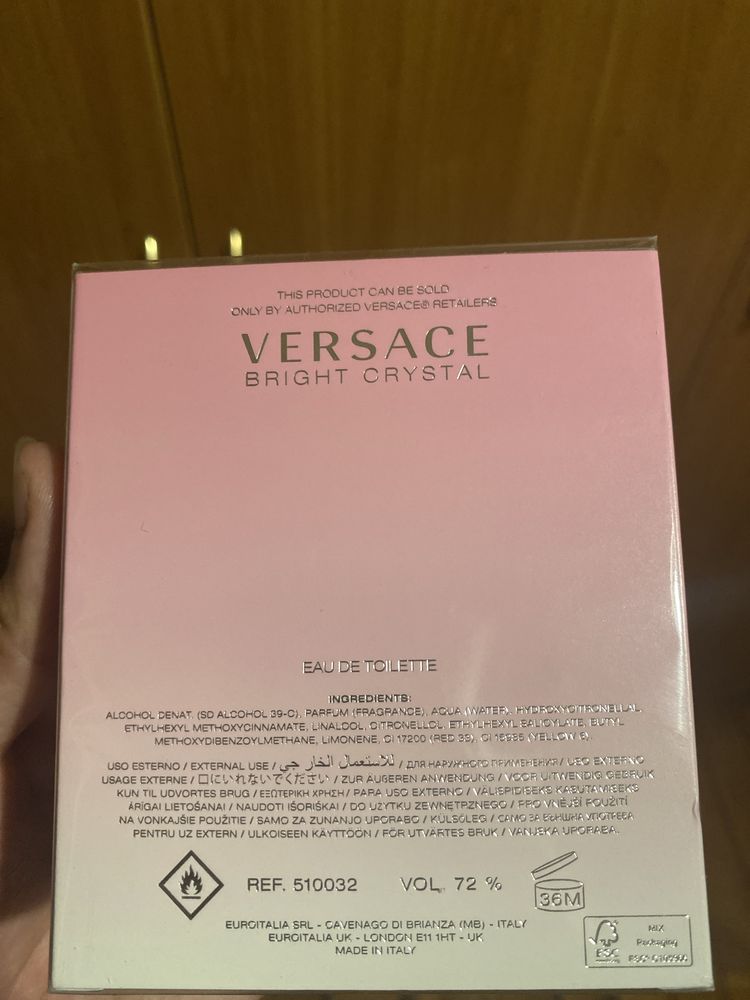 THIS PRODUCT CAN BE SOLD
ONLY BY AUTHORIZED VERSACE® RETAILERS
VERSACE
BRIGHT CRYSTAL
EAU DE TOILETTE
INGREDIENTS:
ALCOHOL DENAT. (SD ALCOHOL 39-C), PARFUM (FRAGRANCE), AQUA (WATER), HYDROXYCITRONELLAL,
ETHYLHEXYL METHOXYCINNAMATE, LINALOOL, CITRONELLOL, ETHYLHEXYL SALICYLATE, BUTYL
METHOXYDIBENZOYLMETHANE, LIMONENE, CI 17200 (RED 33), CI 15985 (YELLOW 6).
USO ESTERNO / EXTERNAL USE / للاستعمال الخار جي / ДЛЯ НАРУЖНОГО ПРИМЕНЕНИЯ / USO EXTERNO
USAGE EXTERNE / 口にいれないでください / ZUR ÄUßEREN ANWENDUNG / VOOR UITWENDIG GEBRUIK
KUN TIL UDVORTES BRUG / ΕΞΩΤΕΡΙΚΗ ΧΡΗΣΗ / PARA USO EXTERNO / VÄLISPIDISEKS KASUTAMISEKS
ĀRĪGAI LIETOŠANAI / NAUDOTI IŠORIŠKAI / DO UŻYTKU ZEWNĘTRZNEGO / PRO VNĚJŠÍ POUŽITÍ
NA VONKAJŠIE POUŽITIE / SAMO ZA ZUNANJO UPORABO / KÜLSŐLEG / САМО ЗА ВЪНШНА УПОТРЕБА
PENTRU UZ EXTERN / ULKOISEEN KÄYTTÖÖN / FÖR UTVÄRTES BRUK / VANJSKA UPORABA.
REF. 510032 VOL. 72 %
36M
EUROITALIA SRL - CAVENAGO DI BRIANZA (MB) - ITALY
EUROITALIA UK - LONDON E11 1HT - UK
MADE IN ITALY
FSC
MIX
Packaging